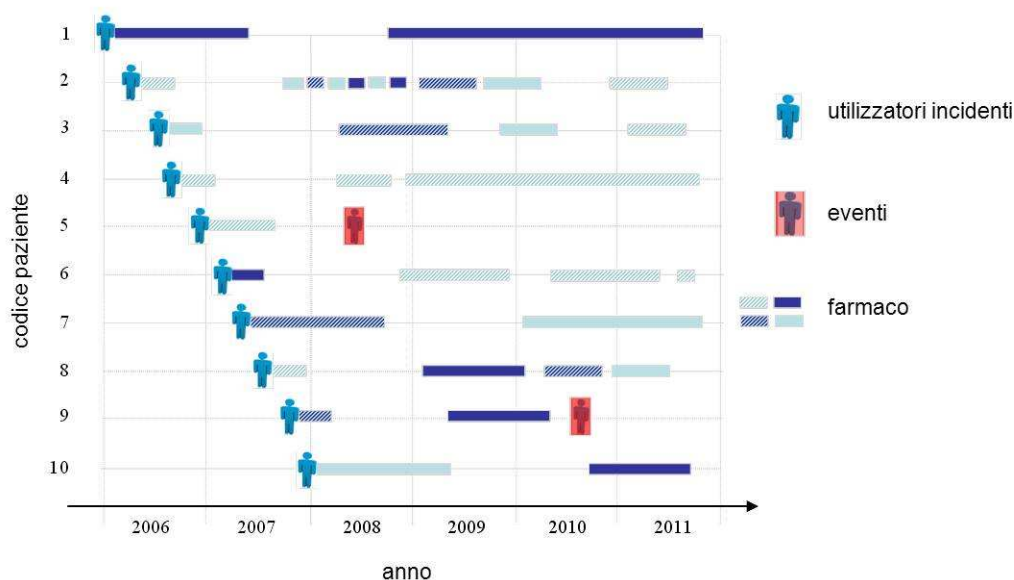 1
2
3
4
5
6
7
8
9
10
codice paziente
2006 2007 2008 2009 2010 2011
anno
utilizzatori incidenti
eventi
farmaco